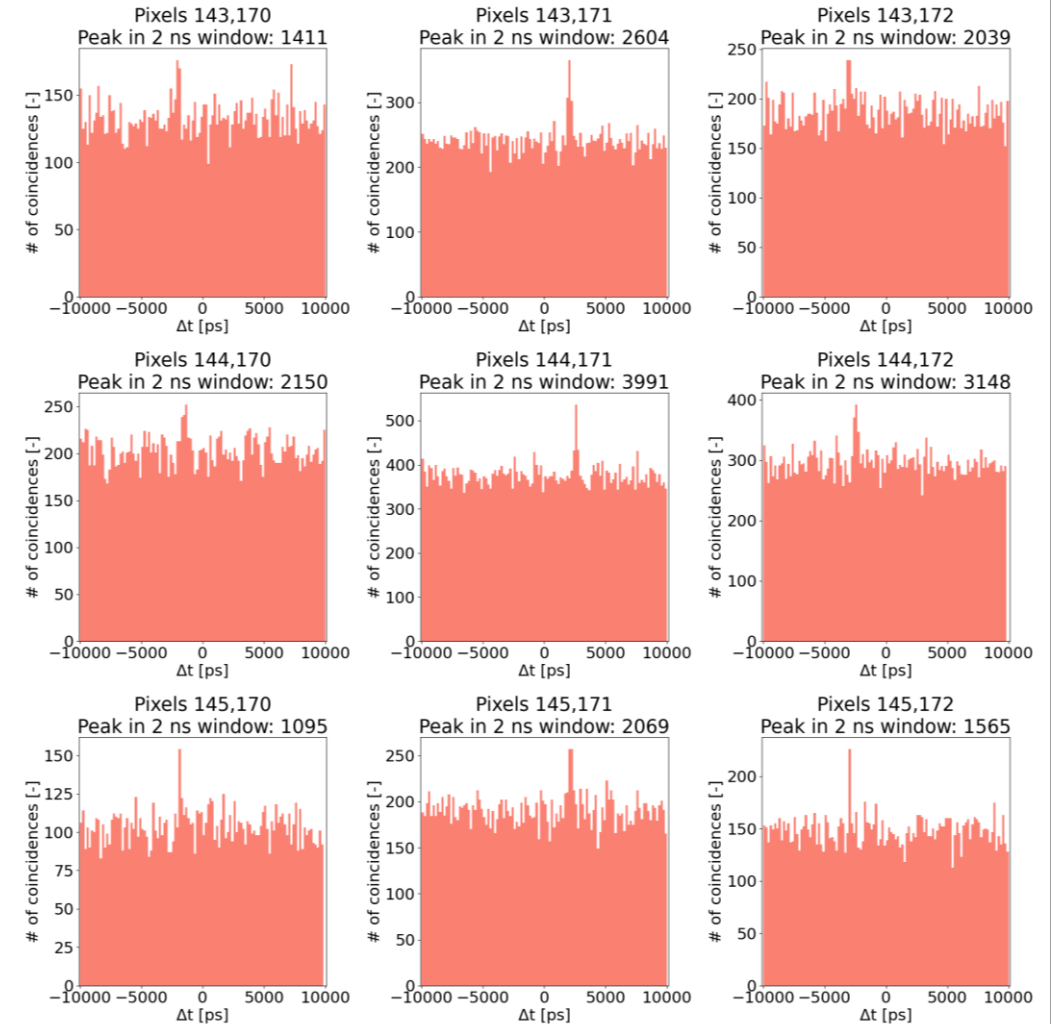 Pixels 143,170
Peak in 2 ns window: 1411
# of coincidences [-]
150
100
50
0
−10000 −5000 0 5000 10000
Δt [ps]
Pixels 143,171
Peak in 2 ns window: 2604
# of coincidences [-]
300
200
100
0
−10000 −5000 0 5000 10000
Δt [ps]
Pixels 143,172
Peak in 2 ns window: 2039
# of coincidences [-]
250
200
150
100
50
0
−10000 −5000 0 5000 10000
Δt [ps]
Pixels 144,170
Peak in 2 ns window: 2150
# of coincidences [-]
250
200
150
100
50
0
−10000 −5000 0 5000 10000
Δt [ps]
Pixels 144,171
Peak in 2 ns window: 3991
# of coincidences [-]
500
400
300
200
100
0
−10000 −5000 0 5000 10000
Δt [ps]
Pixels 144,172
Peak in 2 ns window: 3148
# of coincidences [-]
400
300
200
100
0
−10000 −5000 0 5000 10000
Δt [ps]
Pixels 145,170
Peak in 2 ns window: 1095
# of coincidences [-]
150
125
100
75
50
25
0
−10000 −5000 0 5000 10000
Δt [ps]
Pixels 145,171
Peak in 2 ns window: 2069
# of coincidences [-]
250
200
150
100
50
0
−10000 −5000 0 5000 10000
Δt [ps]
Pixels 145,172
Peak in 2 ns window: 1565
# of coincidences [-]
200
150
100
50
0
−10000 −5000 0 5000 10000
Δt [ps]